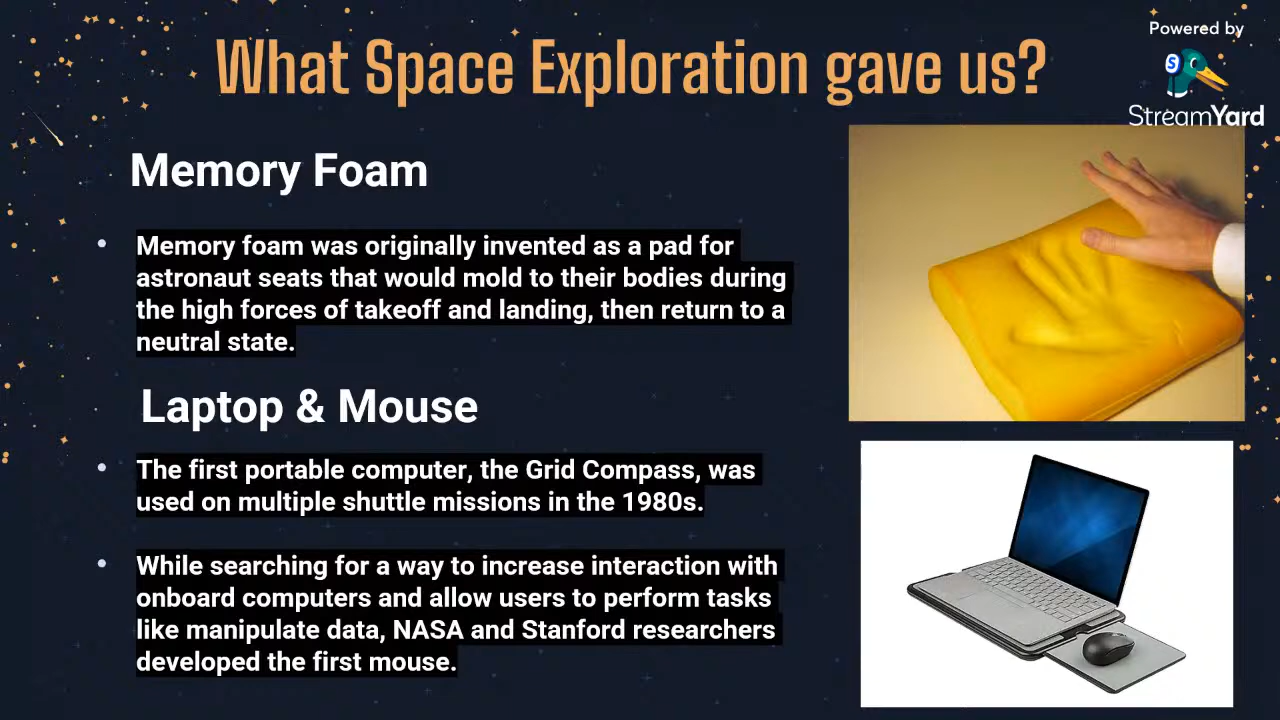 What Space Exploration gave us?
Powered by
StreamYard
Memory Foam
• Memory foam was originally invented as a pad for
astronaut seats that would mold to their bodies during
the high forces of takeoff and landing, then return to a
neutral state.
Laptop & Mouse
• The first portable computer, the Grid Compass, was
used on multiple shuttle missions in the 1980s.
• While searching for a way to increase interaction with
onboard computers and allow users to perform tasks
like manipulate data, NASA and Stanford researchers
developed the first mouse.